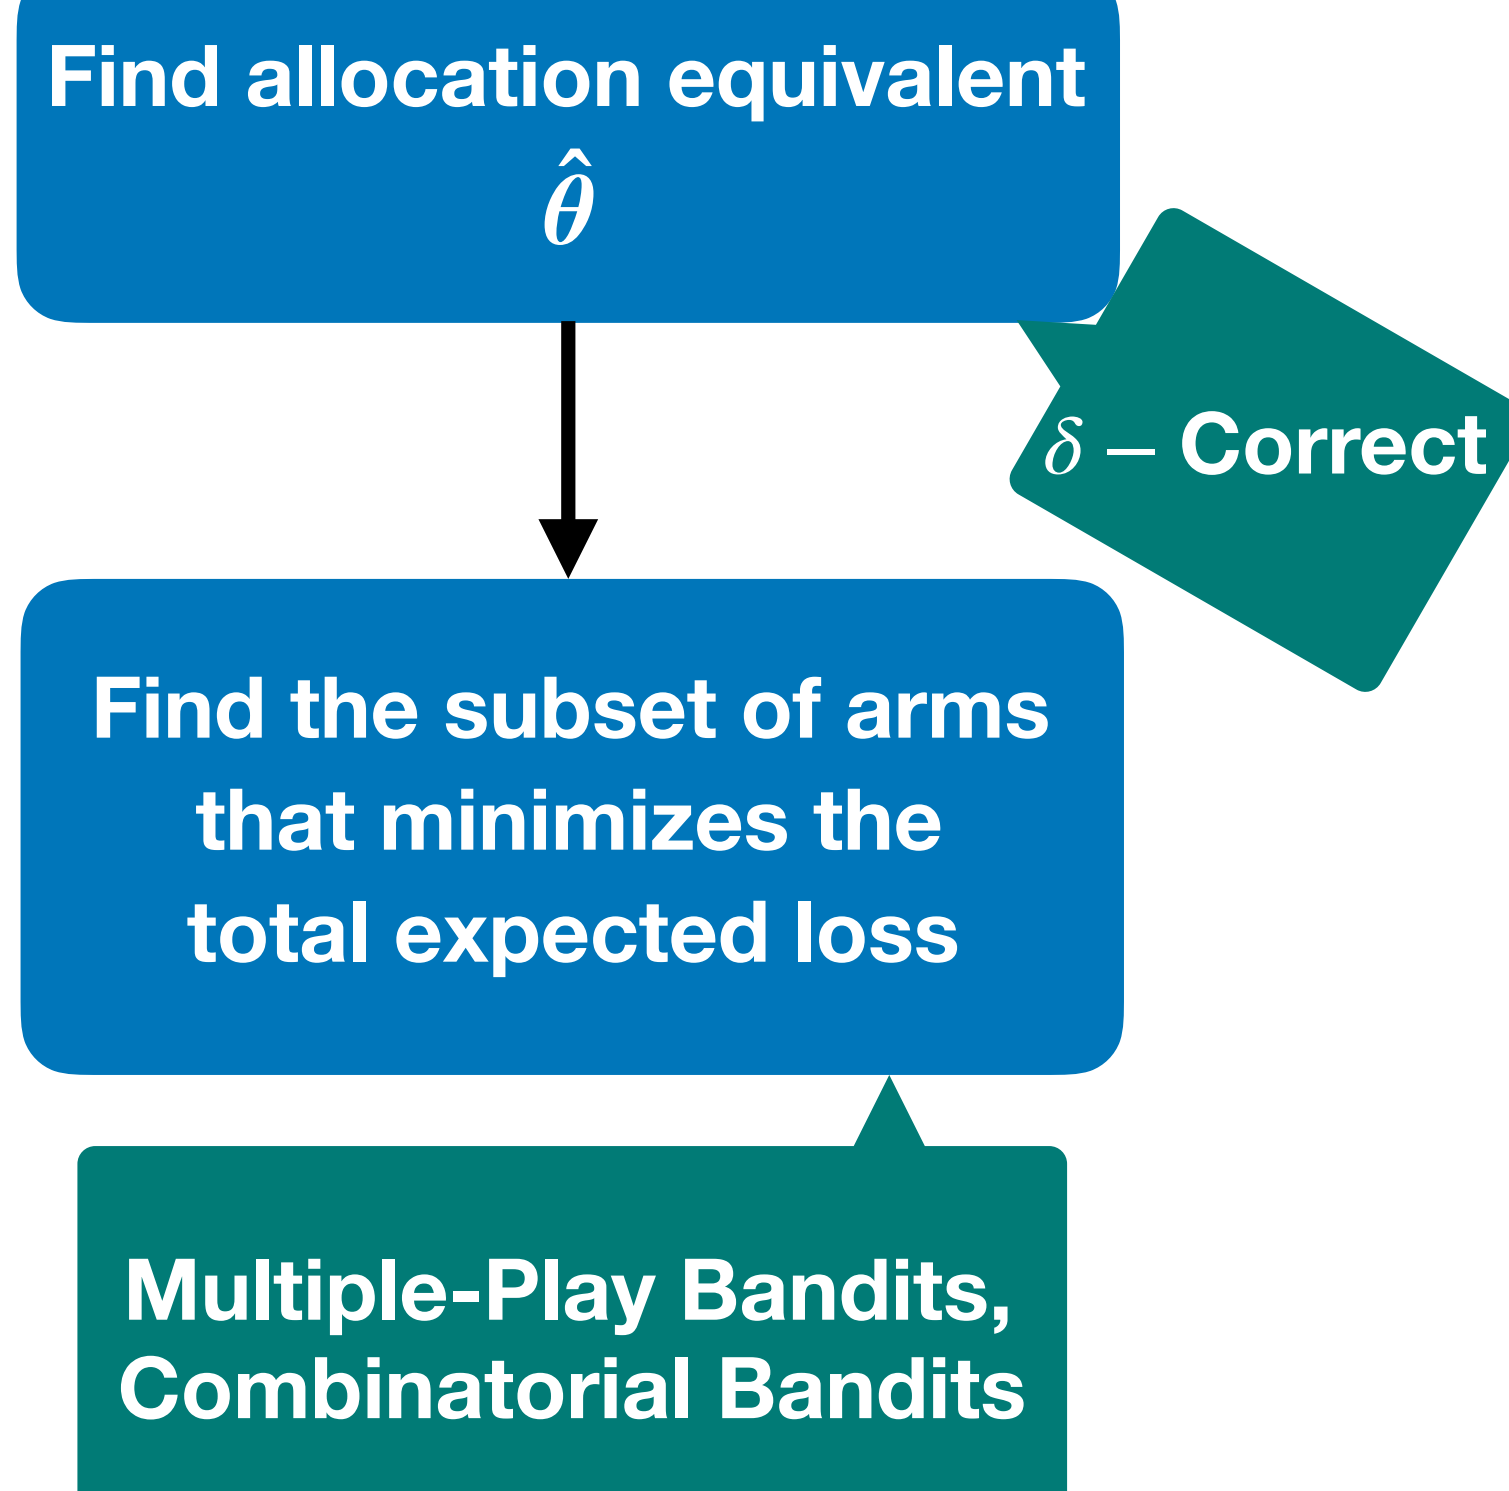 Find allocation equivalent
θ̂
δ – Correct
Find the subset of arms
that minimizes the
total expected loss
Multiple-Play Bandits,
Combinatorial Bandits